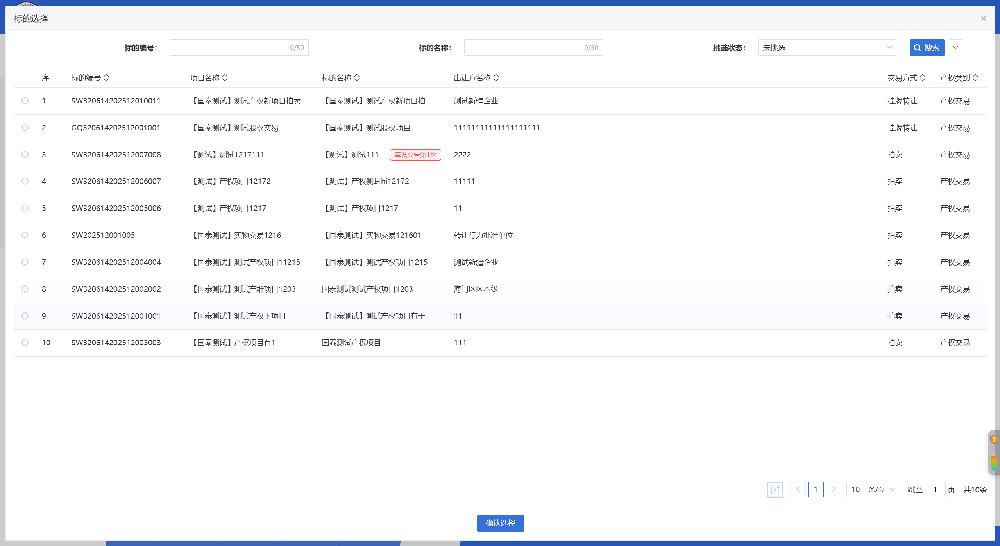 标的选择
标的编号： 0/50 标的名称： 0/50 挑选状态： 未挑选 搜索
序 标的编号 项目名称 标的名称 出让方名称 交易方式 产权类别
1 SW320614202512010011 【国泰测试】测试产权新项目拍卖... 【国泰测试】测试产权新项目拍... 测试新疆企业 挂牌转让 产权交易
2 GQ320614202512001001 【国泰测试】测试股权交易 【国泰测试】测试股权项目 11111111111111111111 挂牌转让 产权交易
3 SW320614202512007008 【测试】测试1217111 【测试】测试111... 重发公告第1次 2222 拍卖 产权交易
4 SW320614202512006007 【测试】产权项目12172 【测试】产权侧耳hi12172 11111 拍卖 产权交易
5 SW320614202512005006 【测试】产权项目1217 【测试】产权项目1217 11 拍卖 产权交易
6 SW202512001005 【国泰测试】实物交易1216 【国泰测试】实物交易121601 转让行为批准单位 拍卖 产权交易
7 SW320614202512004004 【国泰测试】测试产权项目11215 【国泰测试】测试产权项目1215 测试新疆企业 拍卖 产权交易
8 SW320614202512002002 【国泰测试】测试产群项目1203 国泰测试测试产权项目1203 海门区区本级 拍卖 产权交易
9 SW320614202512001001 【国泰测试】测试产权下项目 【国泰测试】测试产权项目有于 11 拍卖 产权交易
10 SW320614202512003003 【国泰测试】产权项目有1 国泰测试产权项目 111 拍卖 产权交易
1
1 10 条/页 跳至 1 页 共10条
确认选择